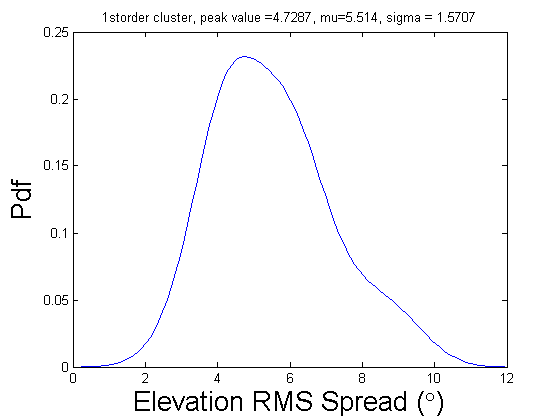 1storder cluster, peak value =4.7287, mu=5.514, sigma = 1.5707
0.25
0.2
0.15
0.1
0.05
0
Pdf
0 2 4 6 8 10 12
Elevation RMS Spread (°)